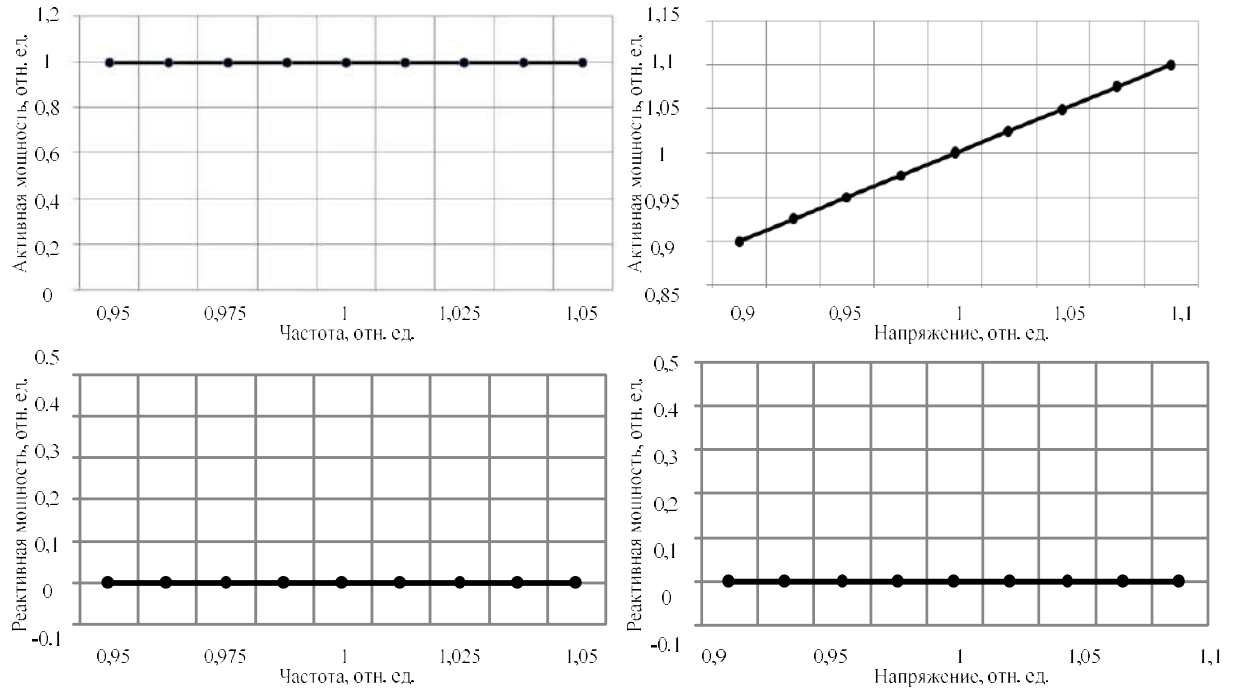 Активная мощность, отн. ед.
1,2
1
0,8
0,6
0,4
0,2
0
0,95 0,975 1 1,025 1,05
Частота, отн. ед.
Активная мощность, отн. ед.
1,15
1,1
1,05
1
0,95
0,9
0,85
0,9 0,95 1 1,05 1,1
Напряжение, отн. ед.
Реактивная мощность, отн. ед.
0.5
0.4
0,3
0,2
0,1
0
-0.1
0,95 0,975 1 1,025 1,05
Частота, отн. ед.
Реактивная мощность, отн. ед.
0,5
0,4
0,3
0,2
0,1
0
-0.1
0,9 0,95 1 1,05 1,1
Напряжение, отн. ед.